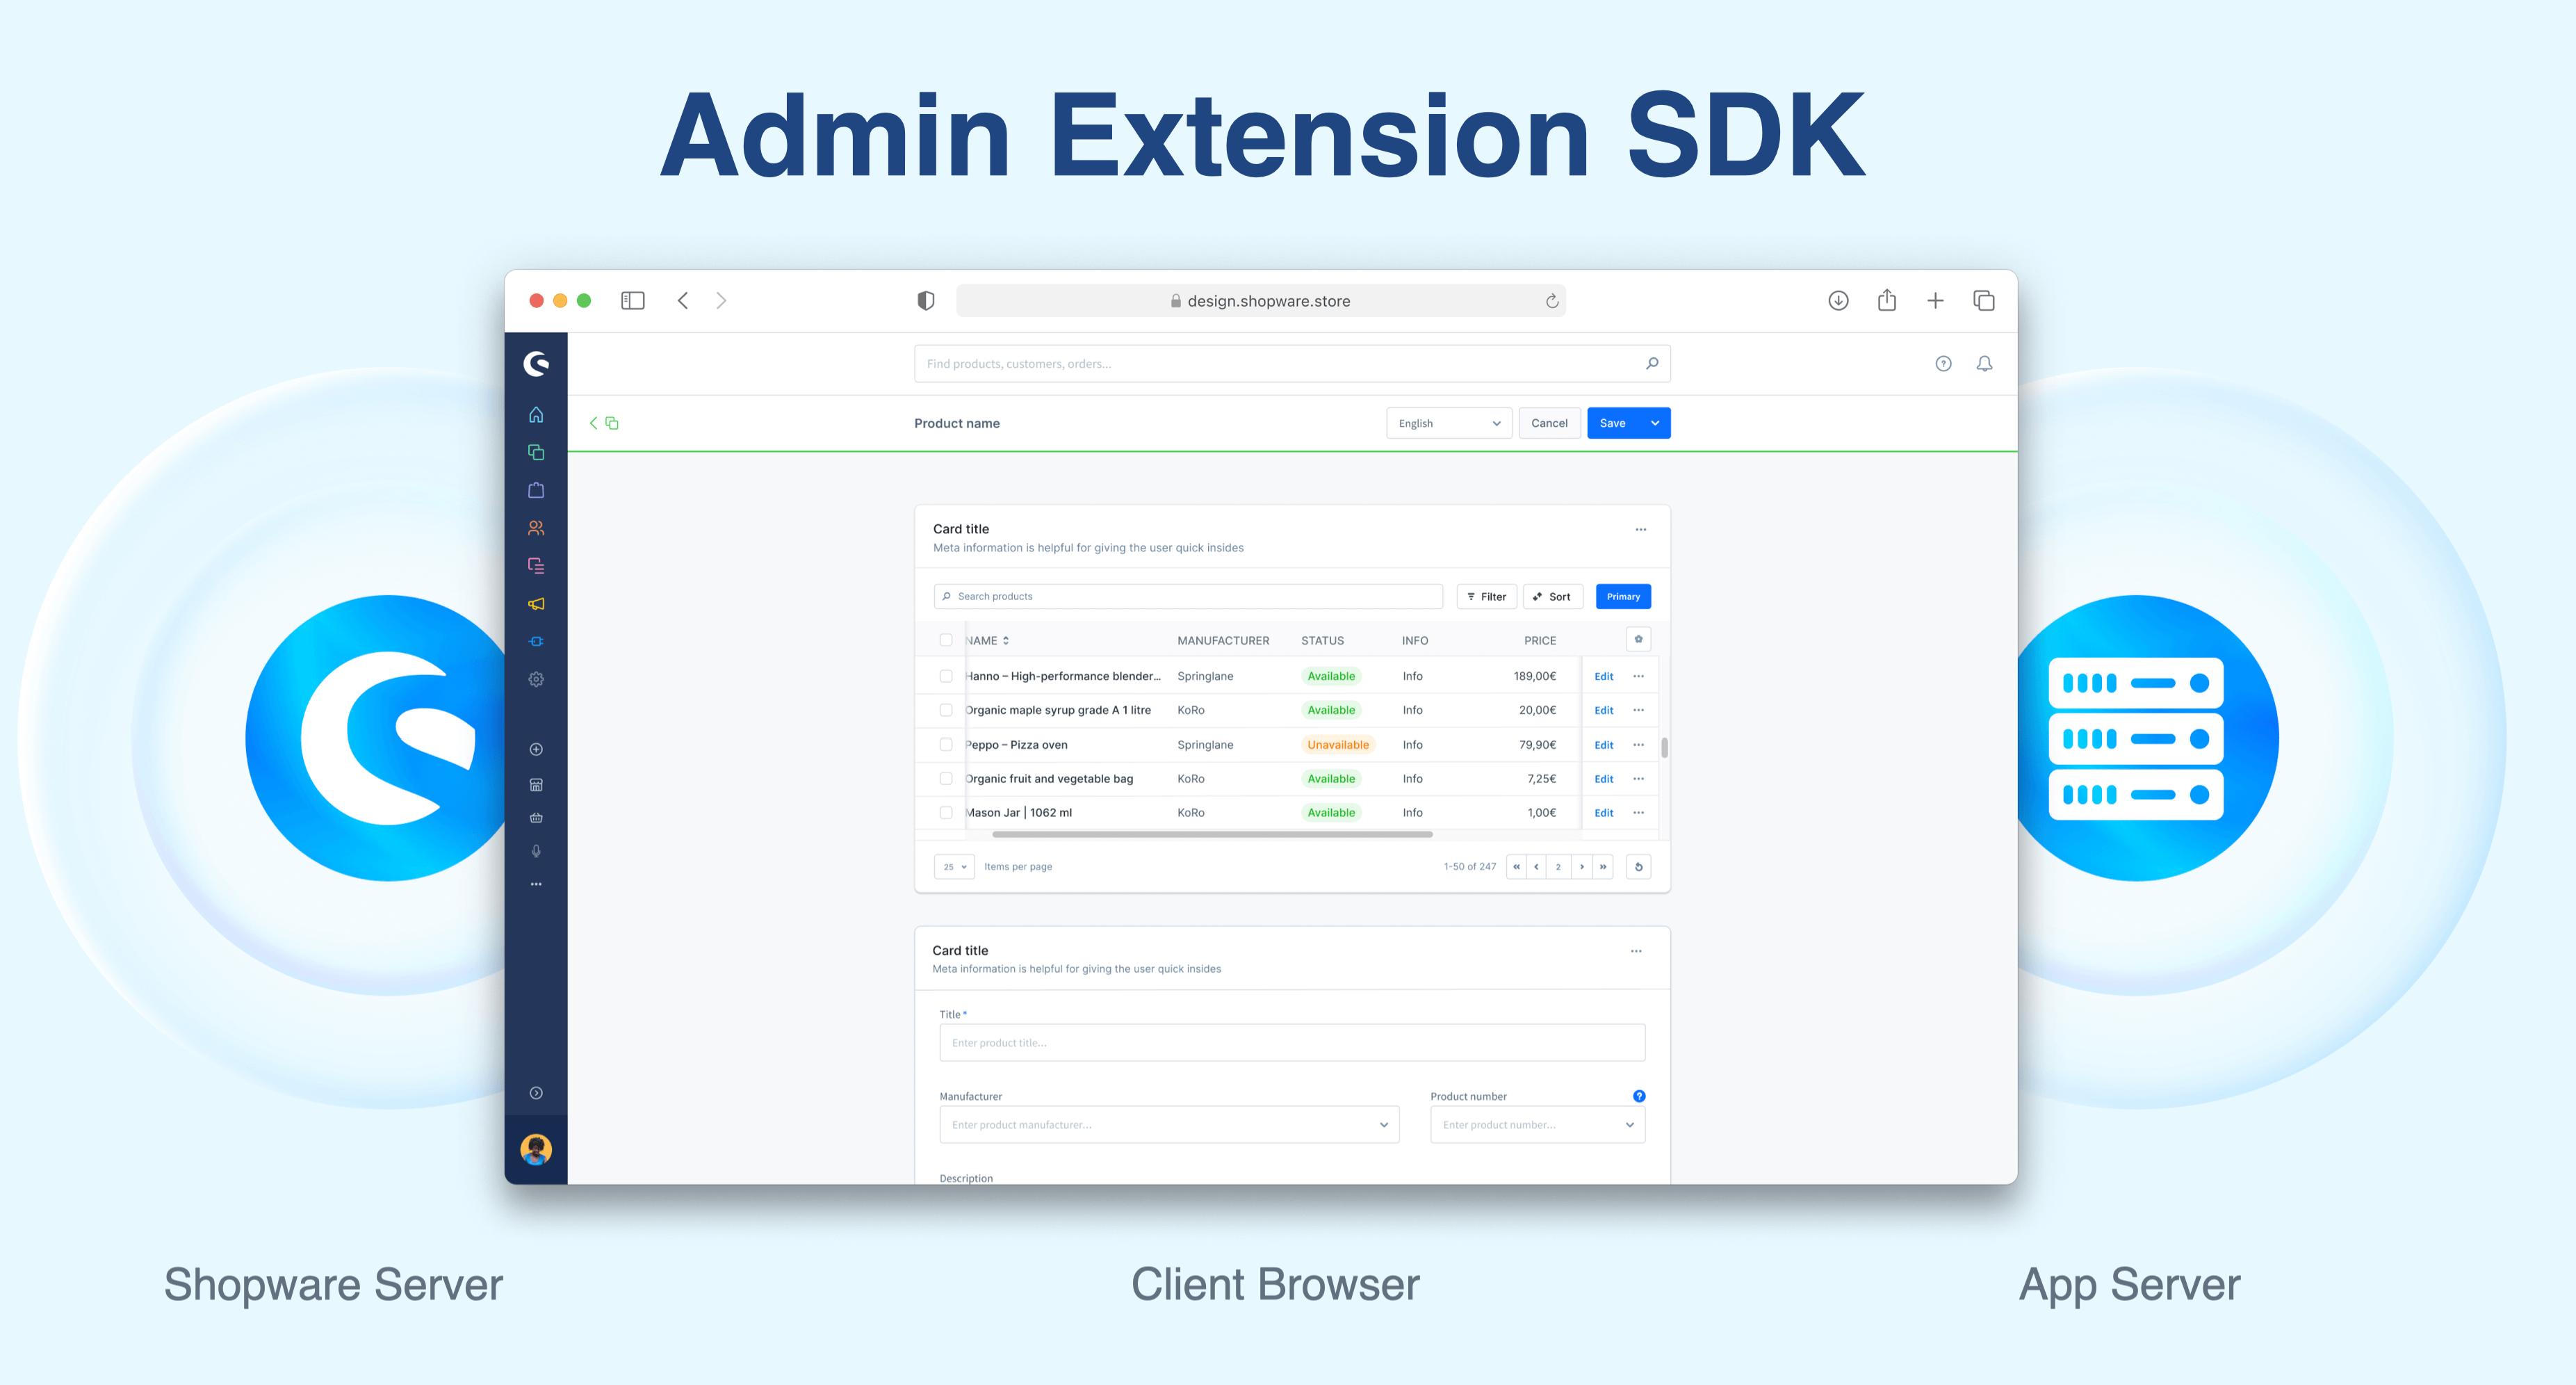 Admin Extension SDK
design.shopware.store
Find products, customers, orders...
Product name English Cancel Save
Card title
Meta information is helpful for giving the user quick insides
Search products Filter Sort Primary
NAME MANUFACTURER STATUS INFO PRICE
Hanno – High-performance blender... Springlane Available Info 189,00€ Edit
Organic maple syrup grade A 1 litre KoRo Available Info 20,00€ Edit
Peppo – Pizza oven Springlane Unavailable Info 79,90€ Edit
Organic fruit and vegetable bag KoRo Available Info 7,25€ Edit
Mason Jar | 1062 ml KoRo Available Info 1,00€ Edit
25 Items per page 1-50 of 247 « ‹ 2 › »
Card title
Meta information is helpful for giving the user quick insides
Title *
Enter product title...
Manufacturer Product number ?
Enter product manufacturer... Enter product number...
Description
Shopware Server Client Browser App Server